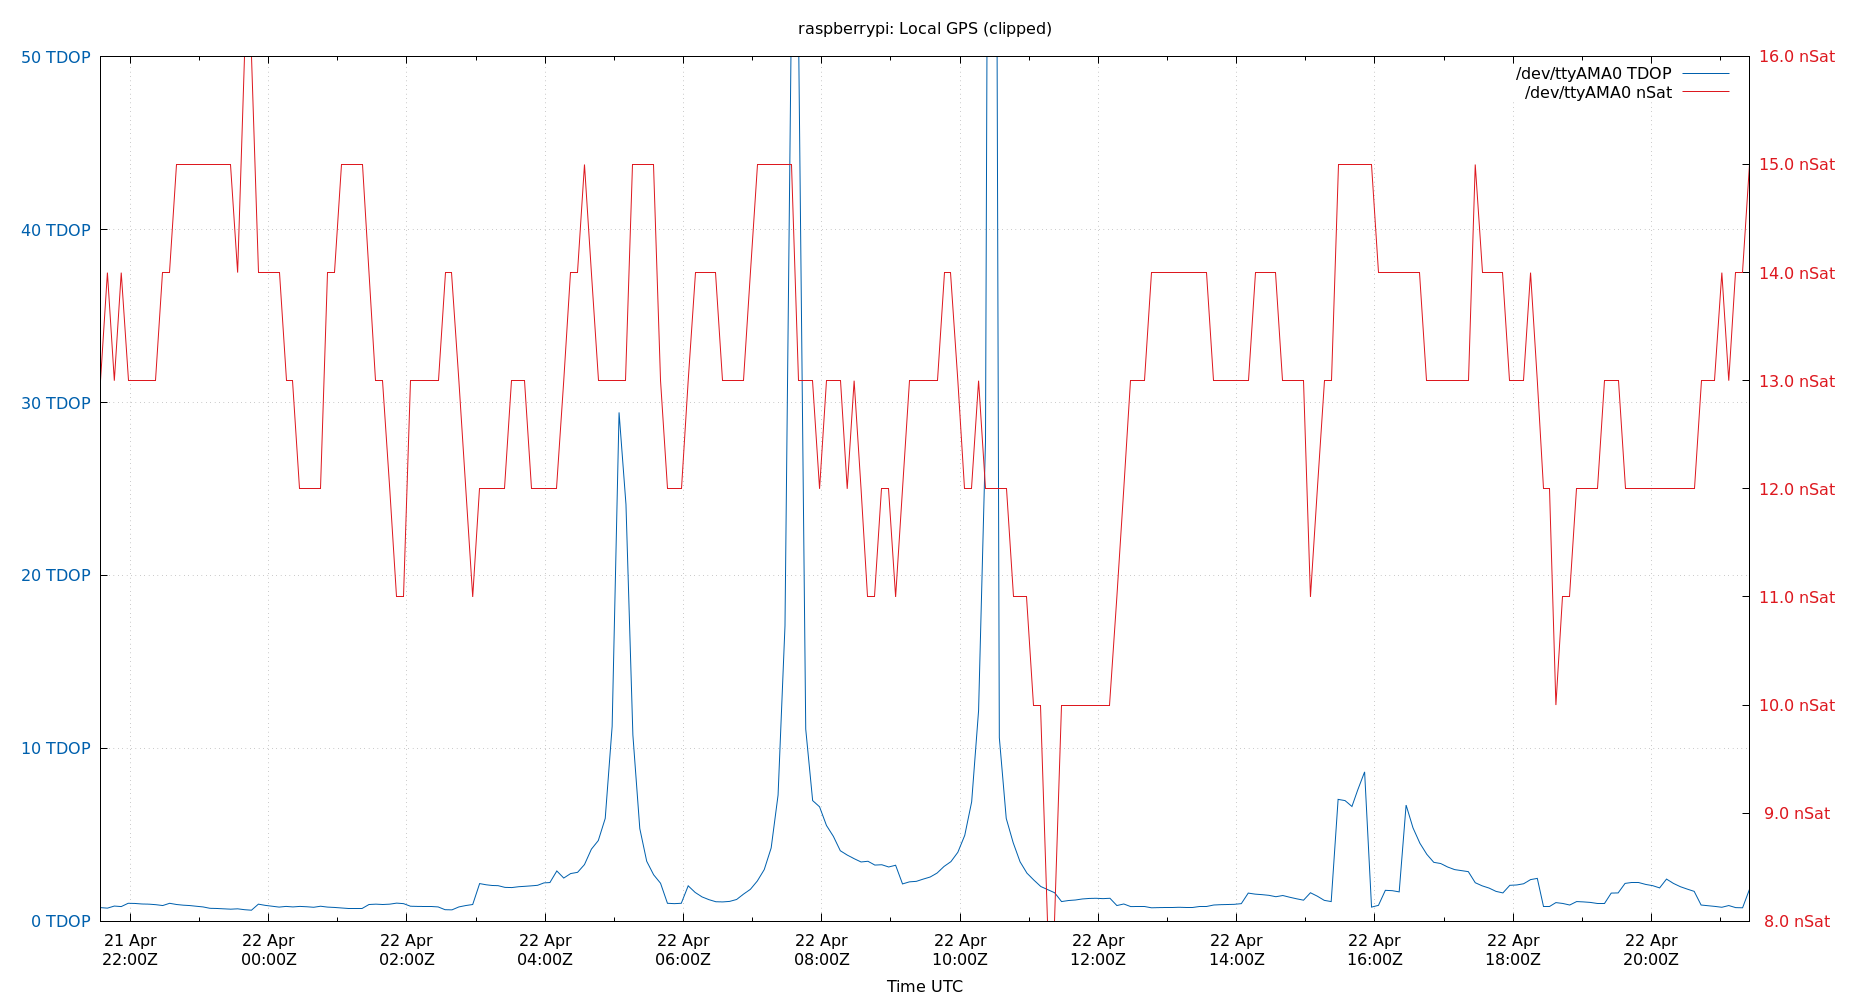 raspberrypi: Local GPS (clipped)
/dev/ttyAMA0 TDOP
/dev/ttyAMA0 nSat
50 TDOP
40 TDOP
30 TDOP
20 TDOP
10 TDOP
0 TDOP
16.0 nSat
15.0 nSat
14.0 nSat
13.0 nSat
12.0 nSat
11.0 nSat
10.0 nSat
9.0 nSat
8.0 nSat
21 Apr
22:00Z
22 Apr
00:00Z
22 Apr
02:00Z
22 Apr
04:00Z
22 Apr
06:00Z
22 Apr
08:00Z
22 Apr
10:00Z
22 Apr
12:00Z
22 Apr
14:00Z
22 Apr
16:00Z
22 Apr
18:00Z
22 Apr
20:00Z
Time UTC